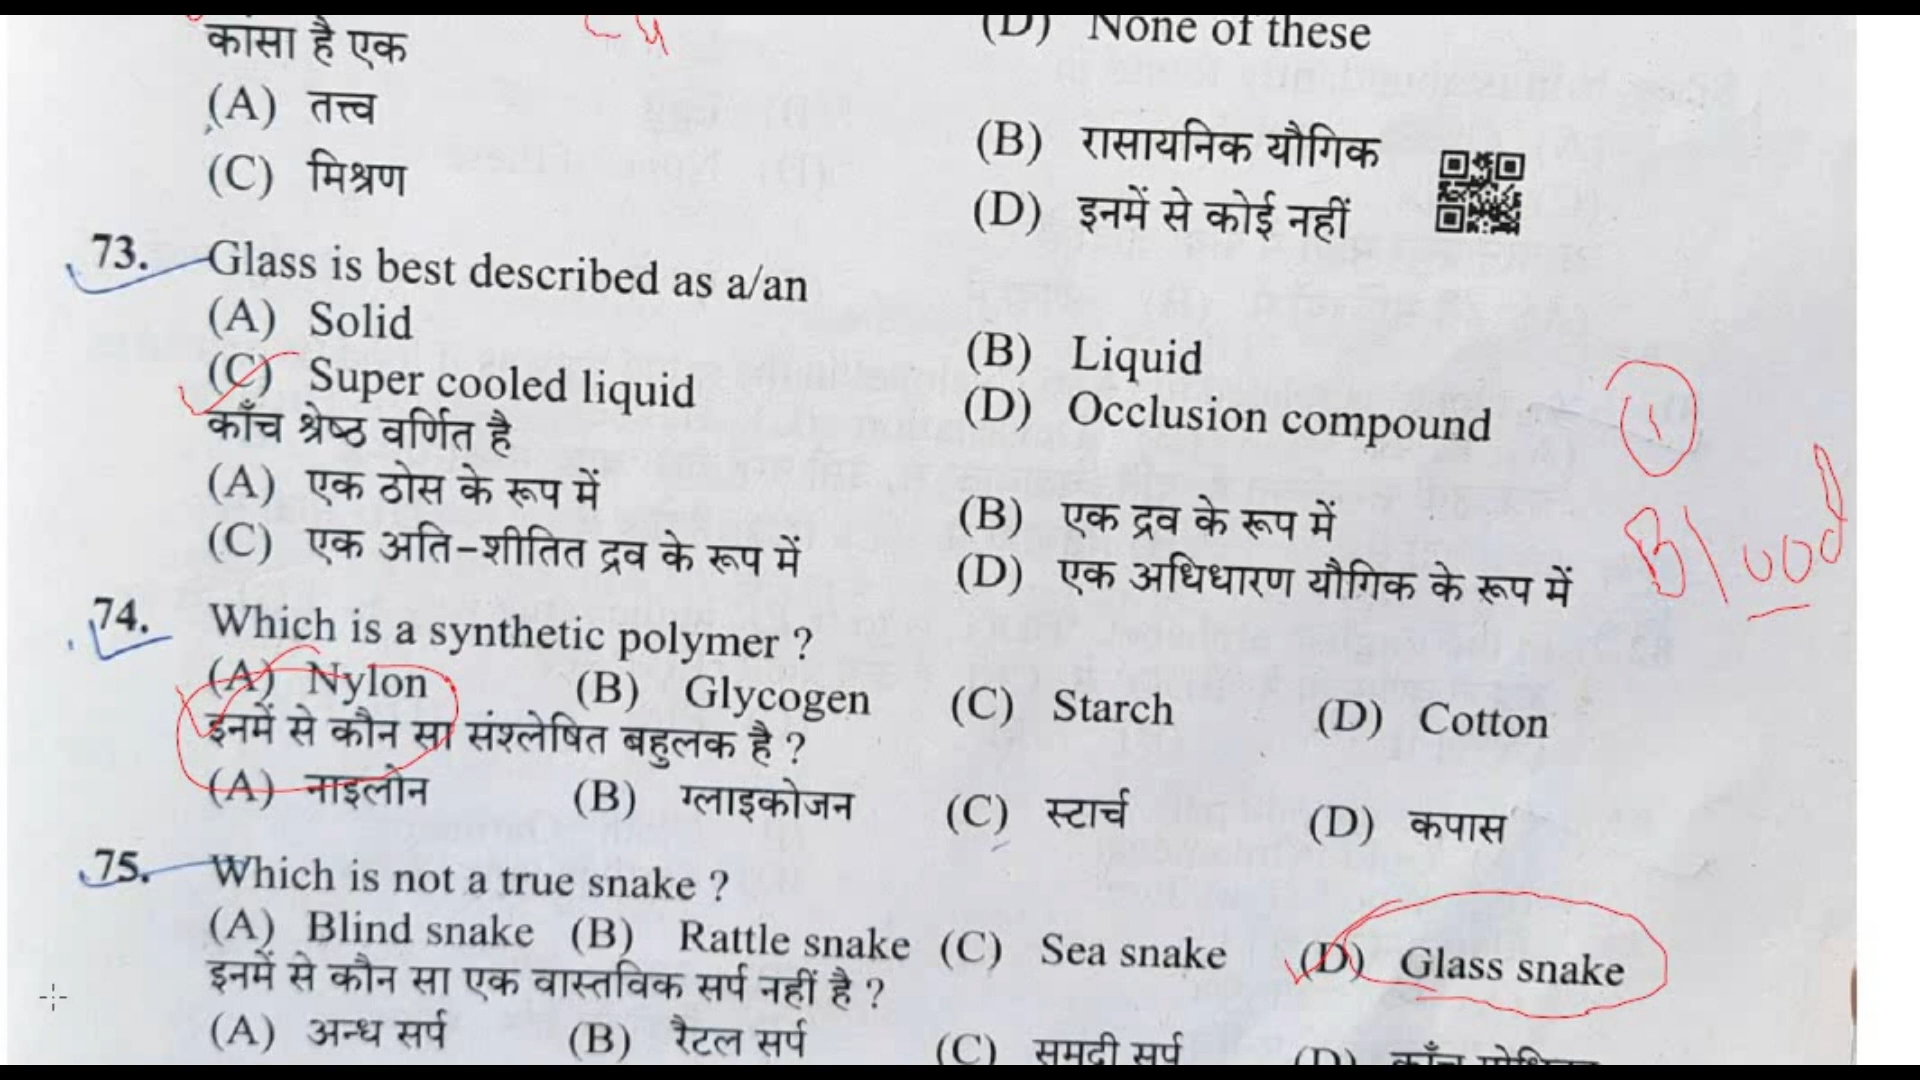 कांसा है एक
(D) None of these
(A) तत्त्व
(B) रासायनिक यौगिक
(C) मिश्रण
(D) इनमें से कोई नहीं
73. Glass is best described as a/an
(A) Solid
(B) Liquid
(C) Super cooled liquid
(D) Occlusion compound
काँच श्रेष्ठ वर्णित है
(A) एक ठोस के रूप में
(B) एक द्रव के रूप में
(C) एक अति-शीतित द्रव के रूप में
(D) एक अधिधारण यौगिक के रूप में
1
Blood
74. Which is a synthetic polymer ?
(A) Nylon (B) Glycogen (C) Starch (D) Cotton
इनमें से कौन सा संश्लेषित बहुलक है ?
(A) नाइलोन (B) ग्लाइकोजन (C) स्टार्च (D) कपास
75. Which is not a true snake ?
(A) Blind snake (B) Rattle snake (C) Sea snake (D) Glass snake
इनमें से कौन सा एक वास्तविक सर्प नहीं है ?
(A) अन्ध सर्प (B) रैटल सर्प (C) समुद्री सर्प (D) काँच